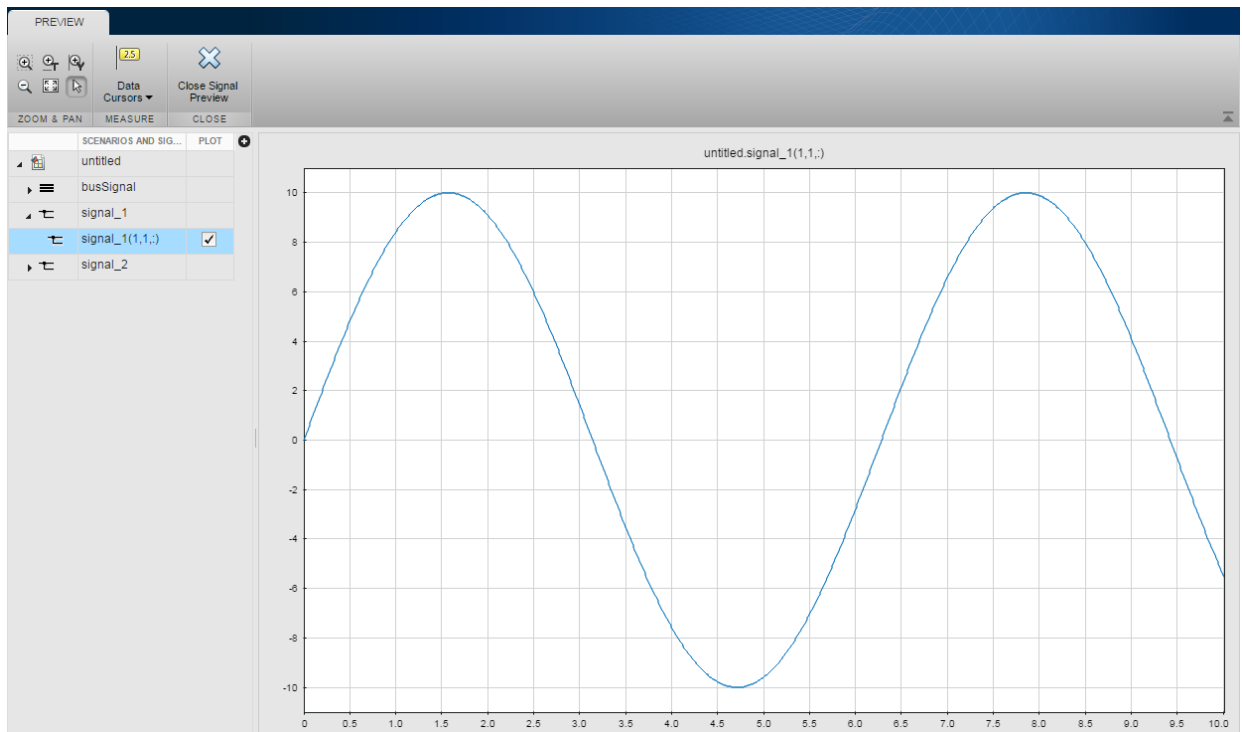 PREVIEW
2.5
Data
Cursors
Close Signal
Preview
ZOOM & PAN
MEASURE
CLOSE
SCENARIOS AND SIG...
PLOT
untitled
busSignal
signal_1
signal_1(1,1,:)
signal_2
untitled.signal_1(1,1,:)
10
8
6
4
2
0
-2
-4
-6
-8
-10
0 0.5 1.0 1.5 2.0 2.5 3.0 3.5 4.0 4.5 5.0 5.5 6.0 6.5 7.0 7.5 8.0 8.5 9.0 9.5 10.0